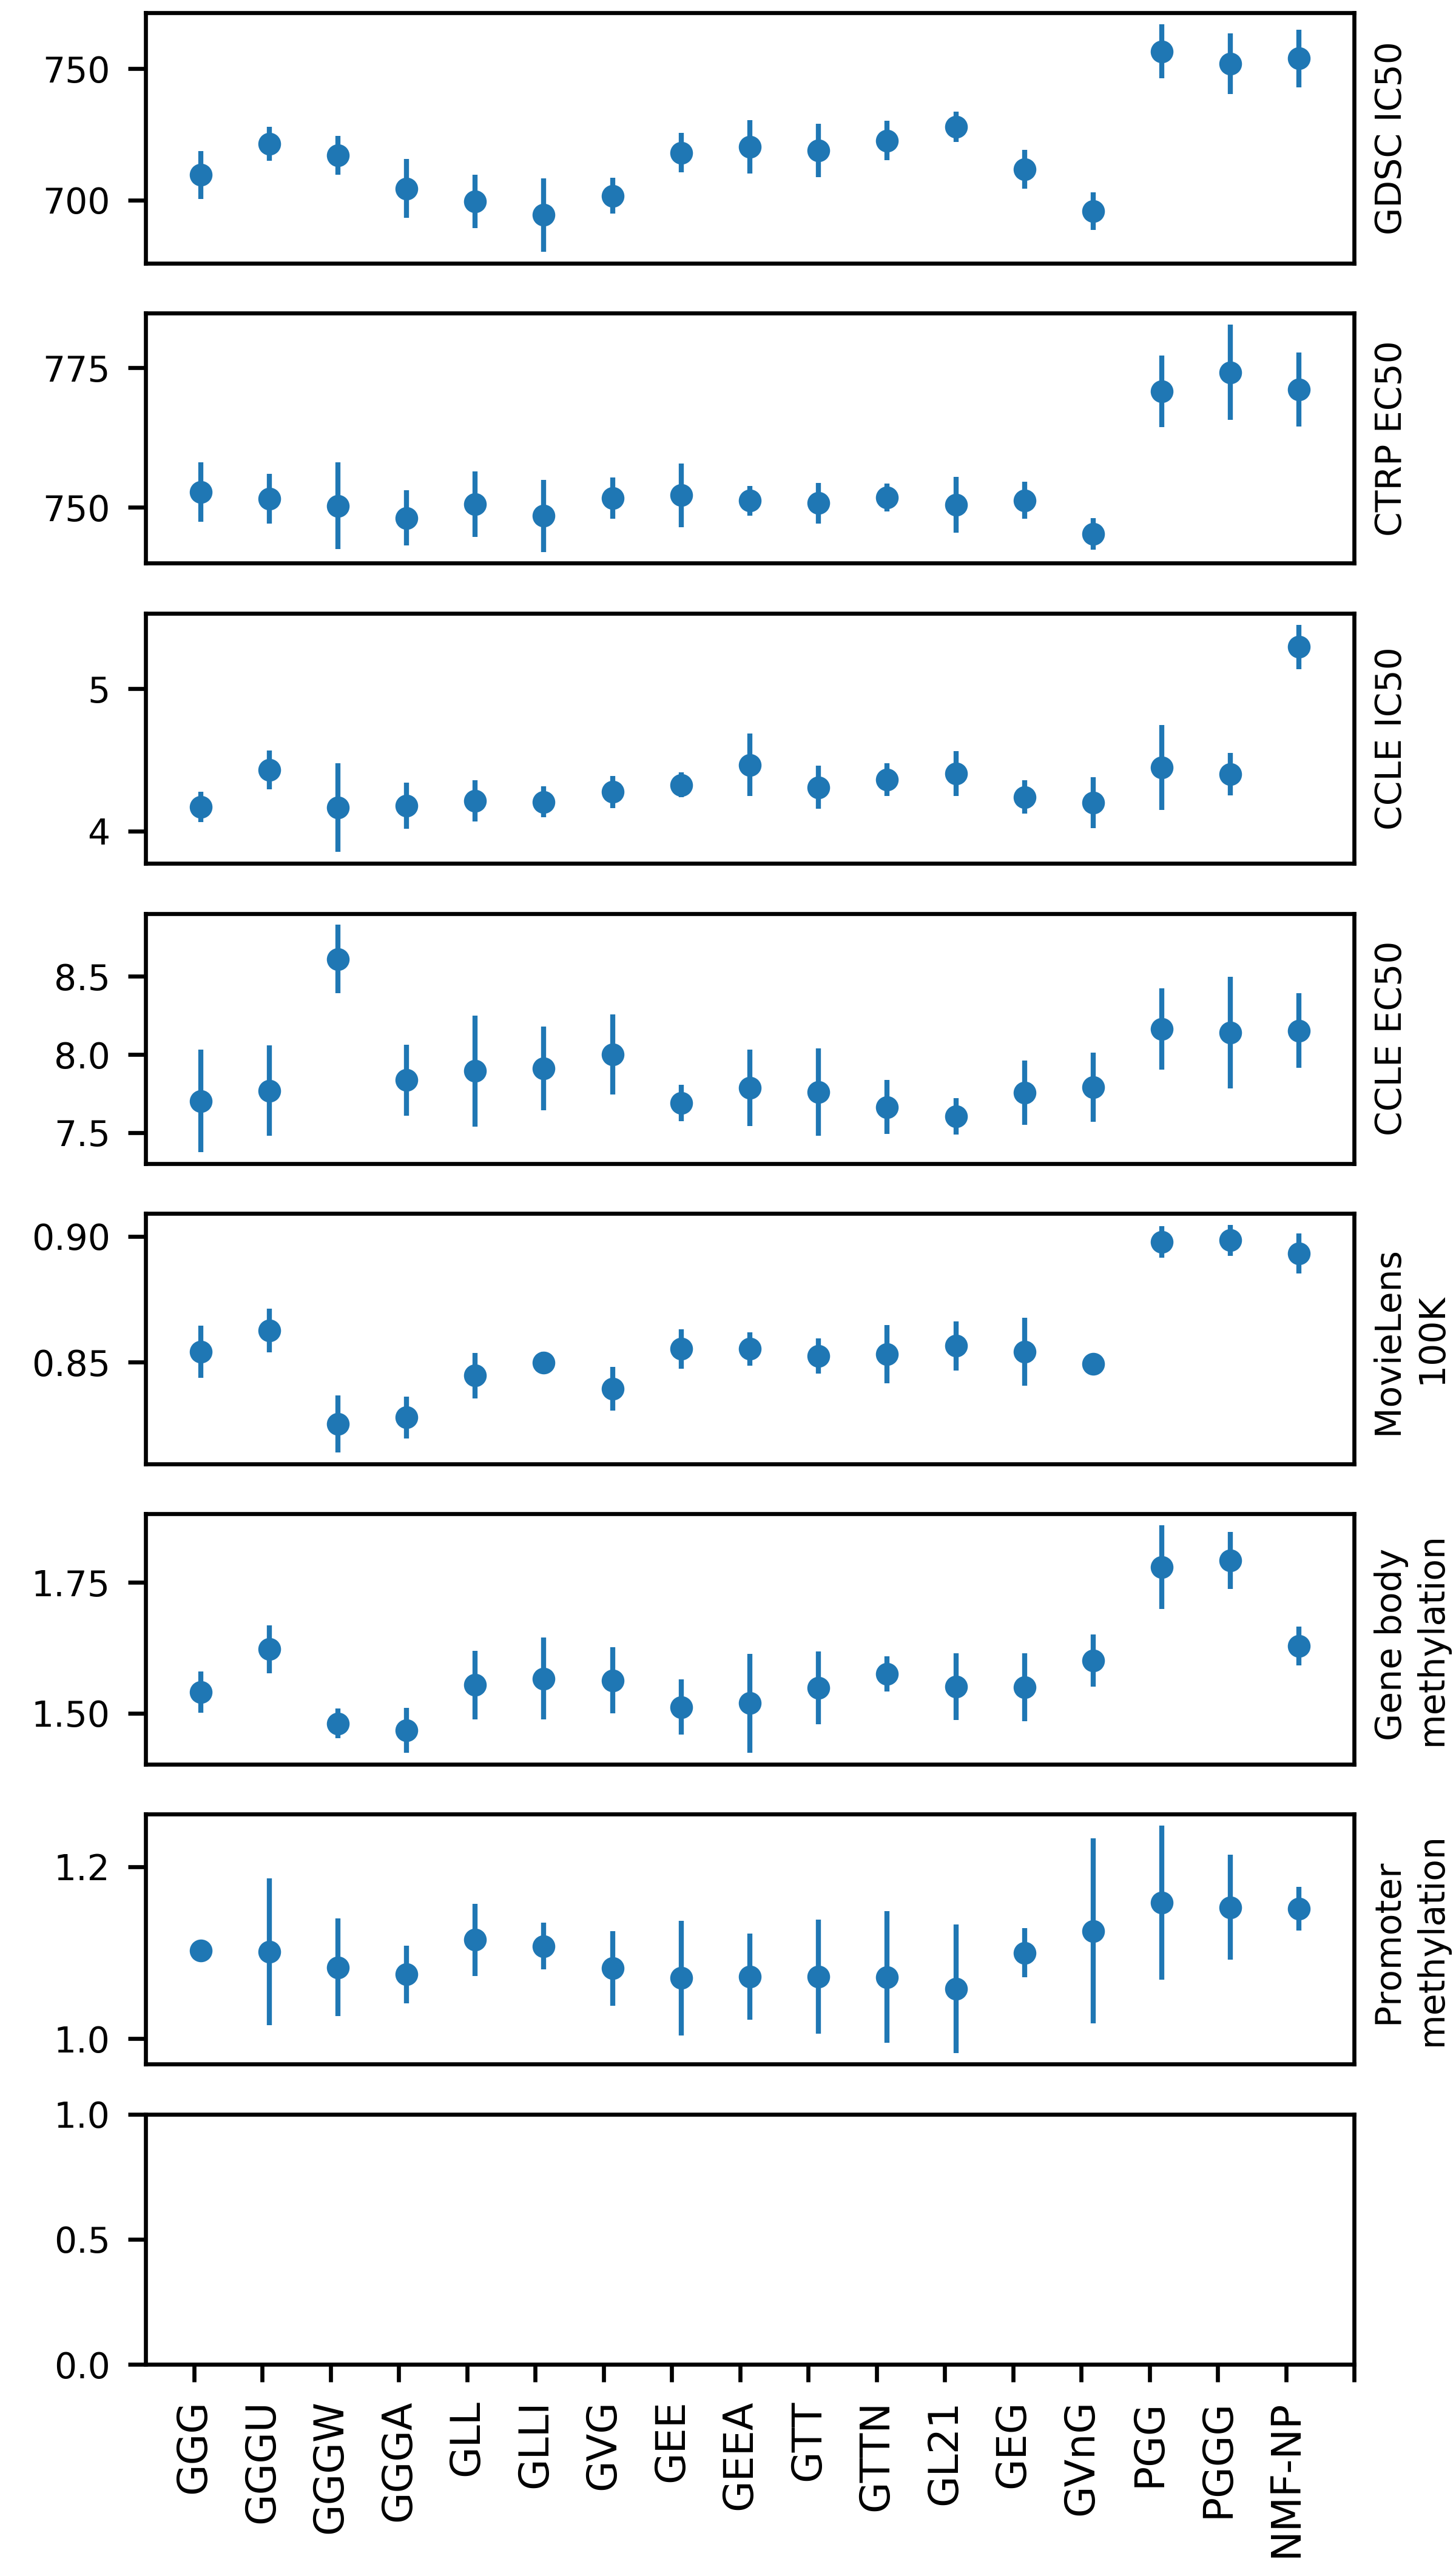 750
700
GDSC IC50
775
750
CTRP EC50
5
4
CCLE IC50
8.5
8.0
7.5
CCLE EC50
0.90
0.85
MovieLens
100K
1.75
1.50
Gene body
methylation
1.2
1.0
Promoter
methylation
1.0
0.5
0.0
GGG
GGGU
GGGW
GGGA
GLL
GLLI
GVG
GEE
GEEA
GTT
GTTN
GL21
GEG
GVnG
PGG
PGGG
NMF-NP